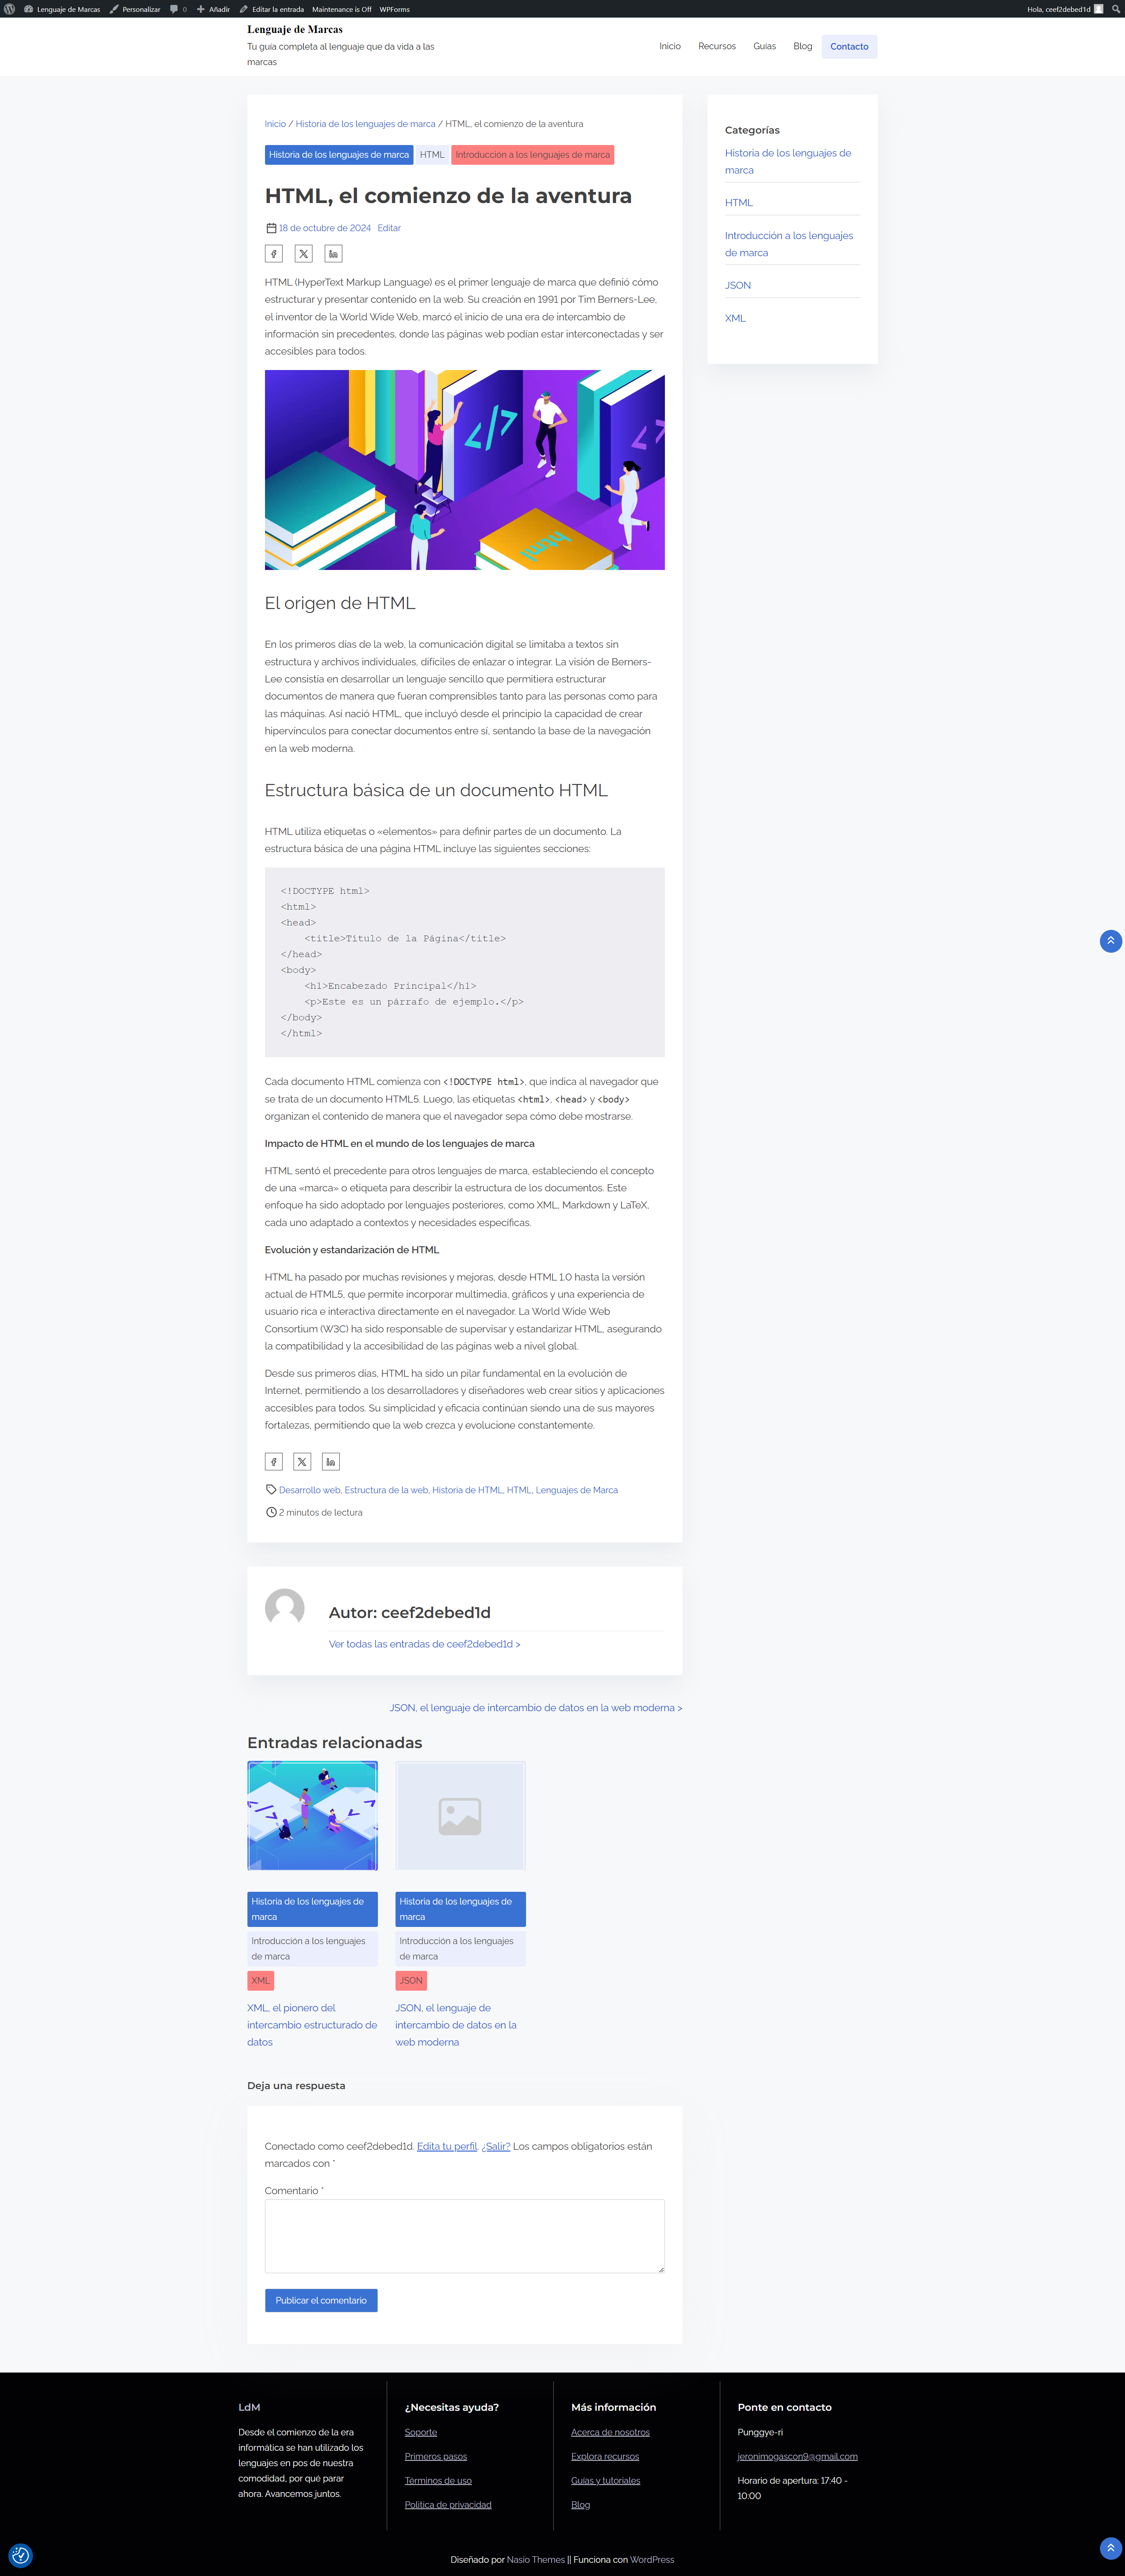 Lenguaje de Marcas Personalizar 0 Añadir Editar la entrada Maintenance is Off WPForms Hola, ceef2debed1d
Lenguaje de Marcas
Tu guía completa al lenguaje que da vida a las
marcas
Inicio Recursos Guías Blog Contacto
Inicio / Historia de los lenguajes de marca / HTML, el comienzo de la aventura
Historia de los lenguajes de marca HTML Introducción a los lenguajes de marca
HTML, el comienzo de la aventura
18 de octubre de 2024 Editar
HTML (HyperText Markup Language) es el primer lenguaje de marca que definió cómo
estructurar y presentar contenido en la web. Su creación en 1991 por Tim Berners-Lee,
el inventor de la World Wide Web, marcó el inicio de una era de intercambio de
información sin precedentes, donde las páginas web podían estar interconectadas y ser
accesibles para todos.
</>
html
El origen de HTML
En los primeros días de la web, la comunicación digital se limitaba a textos sin
estructura y archivos individuales, difíciles de enlazar o integrar. La visión de Berners-
Lee consistía en desarrollar un lenguaje sencillo que permitiera estructurar
documentos de manera que fueran comprensibles tanto para las personas como para
las máquinas. Así nació HTML, que incluyó desde el principio la capacidad de crear
hipervínculos para conectar documentos entre sí, sentando la base de la navegación
en la web moderna.
Estructura básica de un documento HTML
HTML utiliza etiquetas o «elementos» para definir partes de un documento. La
estructura básica de una página HTML incluye las siguientes secciones:
<!DOCTYPE html>
<html>
<head>
    <title>Título de la Página</title>
</head>
<body>
    <h1>Encabezado Principal</h1>
    <p>Este es un párrafo de ejemplo.</p>
</body>
</html>
Cada documento HTML comienza con <!DOCTYPE html>, que indica al navegador que
se trata de un documento HTML5. Luego, las etiquetas <html>, <head> y <body>
organizan el contenido de manera que el navegador sepa cómo debe mostrarse.
Impacto de HTML en el mundo de los lenguajes de marca
HTML sentó el precedente para otros lenguajes de marca, estableciendo el concepto
de una «marca» o etiqueta para describir la estructura de los documentos. Este
enfoque ha sido adoptado por lenguajes posteriores, como XML, Markdown y LaTeX,
cada uno adaptado a contextos y necesidades específicas.
Evolución y estandarización de HTML
HTML ha pasado por muchas revisiones y mejoras, desde HTML 1.0 hasta la versión
actual de HTML5, que permite incorporar multimedia, gráficos y una experiencia de
usuario rica e interactiva directamente en el navegador. La World Wide Web
Consortium (W3C) ha sido responsable de supervisar y estandarizar HTML, asegurando
la compatibilidad y la accesibilidad de las páginas web a nivel global.
Desde sus primeros días, HTML ha sido un pilar fundamental en la evolución de
Internet, permitiendo a los desarrolladores y diseñadores web crear sitios y aplicaciones
accesibles para todos. Su simplicidad y eficacia continúan siendo una de sus mayores
fortalezas, permitiendo que la web crezca y evolucione constantemente.
Desarrollo web, Estructura de la web, Historia de HTML, HTML, Lenguajes de Marca
2 minutos de lectura
Categorías
Historia de los lenguajes de
marca
HTML
Introducción a los lenguajes
de marca
JSON
XML
Autor: ceef2debed1d
Ver todas las entradas de ceef2debed1d >
JSON, el lenguaje de intercambio de datos en la web moderna >
Entradas relacionadas
Historia de los lenguajes de
marca
Introducción a los lenguajes
de marca
XML
XML, el pionero del
intercambio estructurado de
datos
Historia de los lenguajes de
marca
Introducción a los lenguajes
de marca
JSON
JSON, el lenguaje de
intercambio de datos en la
web moderna
Deja una respuesta
Conectado como ceef2debed1d. Edita tu perfil. ¿Salir? Los campos obligatorios están
marcados con *
Comentario *
Publicar el comentario
LdM
Desde el comienzo de la era
informática se han utilizado los
lenguajes en pos de nuestra
comodidad, por qué parar
ahora. Avancemos juntos.
¿Necesitas ayuda?
Soporte
Primeros pasos
Términos de uso
Política de privacidad
Más información
Acerca de nosotros
Explora recursos
Guías y tutoriales
Blog
Ponte en contacto
Punggye-ri
jeronimogascon9@gmail.com
Horario de apertura: 17:40 -
10:00
Diseñado por Nasio Themes || Funciona con WordPress